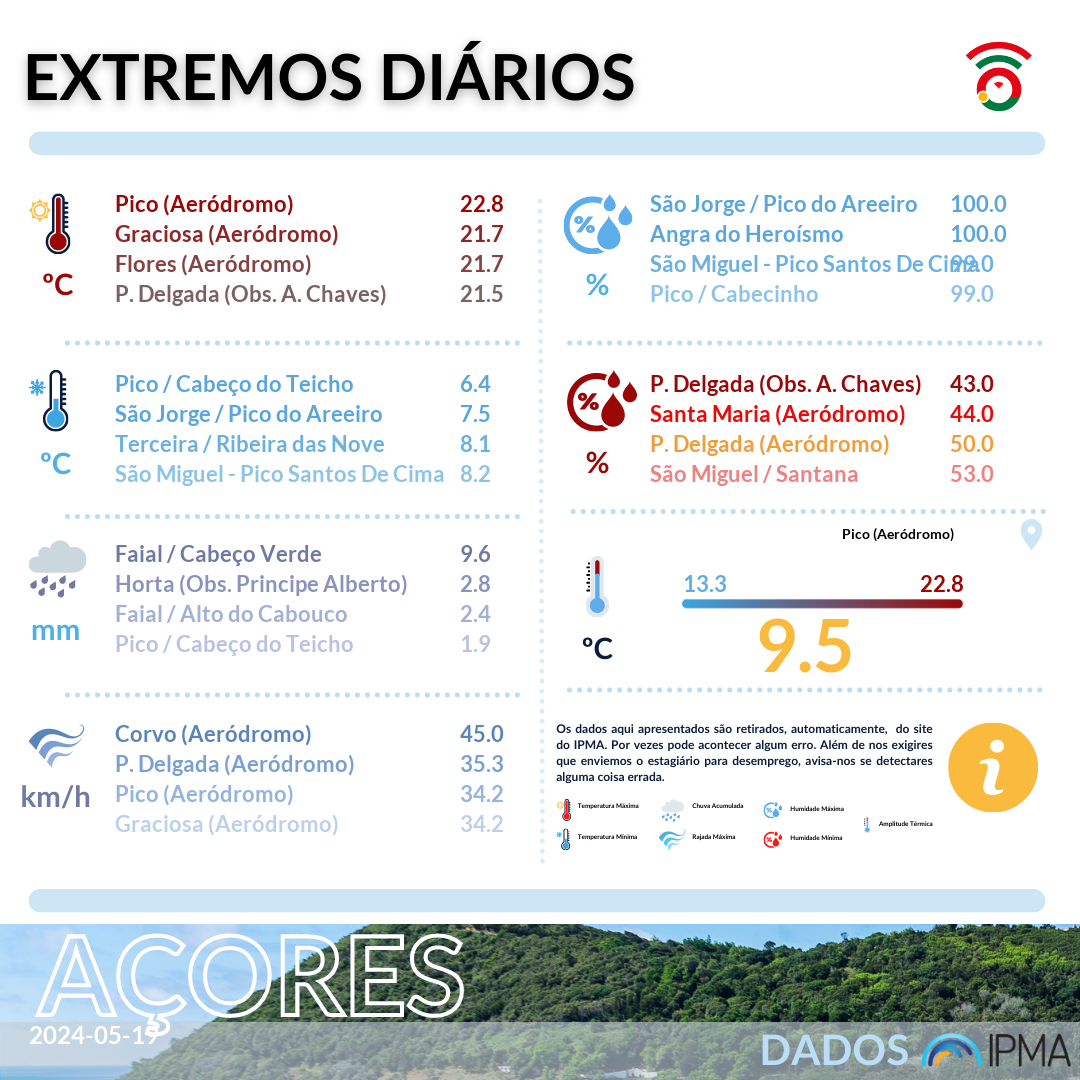 EXTREMOS DIÁRIOS
Pico (Aeródromo) 22.8
Graciosa (Aeródromo) 21.7
Flores (Aeródromo) 21.7
P. Delgada (Obs. A. Chaves) 21.5
ºC
Pico / Cabeço do Teicho 6.4
São Jorge / Pico do Areeiro 7.5
Terceira / Ribeira das Nove 8.1
São Miguel - Pico Santos De Cima 8.2
ºC
Faial / Cabeço Verde 9.6
Horta (Obs. Principe Alberto) 2.8
Faial / Alto do Cabouco 2.4
Pico / Cabeço do Teicho 1.9
mm
Corvo (Aeródromo) 45.0
P. Delgada (Aeródromo) 35.3
Pico (Aeródromo) 34.2
Graciosa (Aeródromo) 34.2
km/h
São Jorge / Pico do Areeiro 100.0
Angra do Heroísmo 100.0
São Miguel - Pico Santos De Cima 99.0
Pico / Cabecinho 99.0
%
%
P. Delgada (Obs. A. Chaves) 43.0
Santa Maria (Aeródromo) 44.0
P. Delgada (Aeródromo) 50.0
São Miguel / Santana 53.0
%
%
Pico (Aeródromo)
13.3 22.8
9.5
ºC
Os dados aqui apresentados são retirados, automaticamente, do site
do IPMA. Por vezes pode acontecer algum erro. Além de nos exigires
que enviemos o estagiário para desemprego, avisa-nos se detectares
alguma coisa errada.
i
Temperatura Máxima
Chuva Acumulada
Humidade Máxima
Amplitude Térmica
Temperatura Mínima
Rajada Máxima
Humidade Mínima
AÇORES
2024-05-19
DADOS IPMA